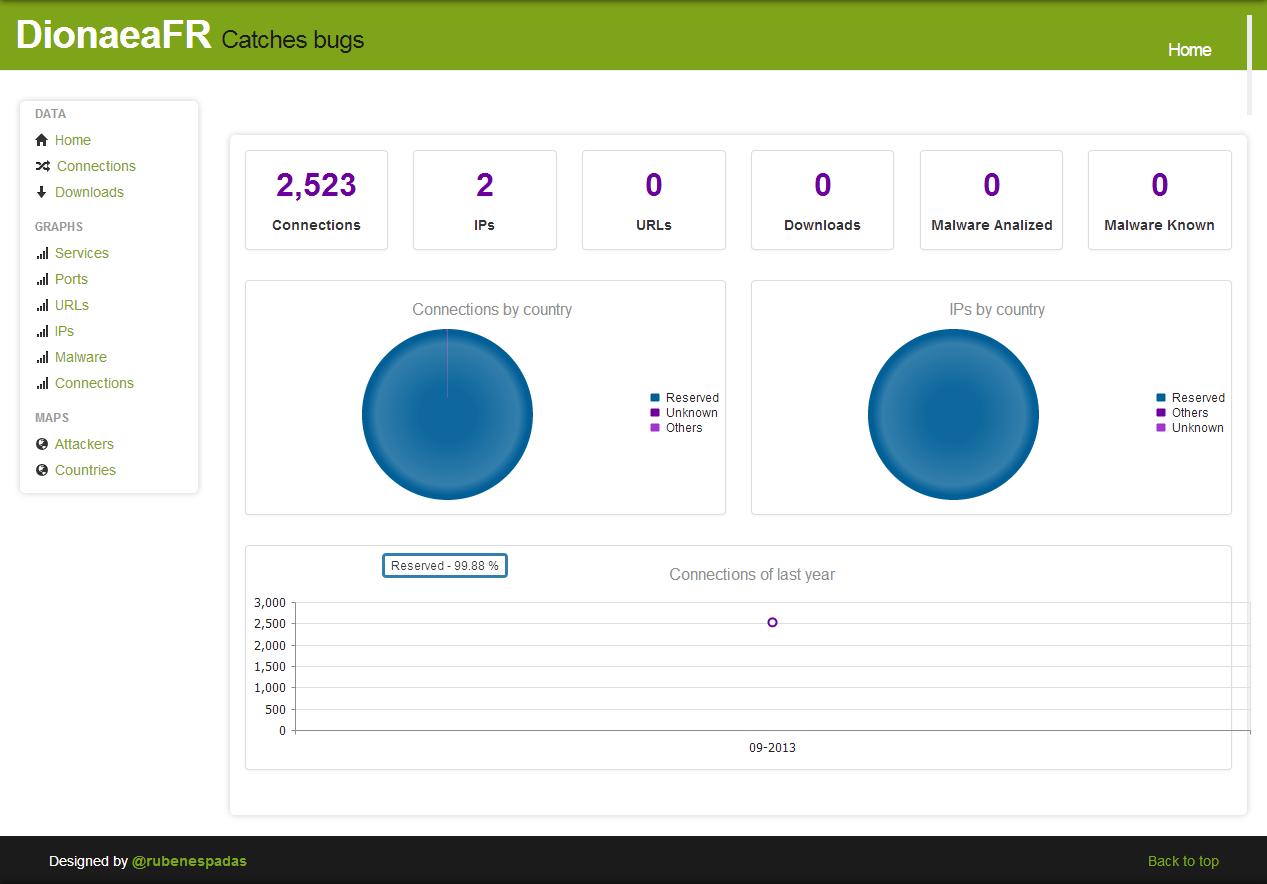 DionaeaFR Catches bugs
Home
DATA
Home
Connections
Downloads
GRAPHS
Services
Ports
URLs
IPs
Malware
Connections
MAPS
Attackers
Countries
2,523
Connections
2
IPs
0
URLs
0
Downloads
0
Malware Analized
0
Malware Known
Connections by country
Reserved
Unknown
Others
IPs by country
Reserved
Others
Unknown
Reserved - 99.88 %
Connections of last year
3,000
2,500
2,000
1,500
1,000
500
0
09-2013
Designed by @rubenespadas
Back to top